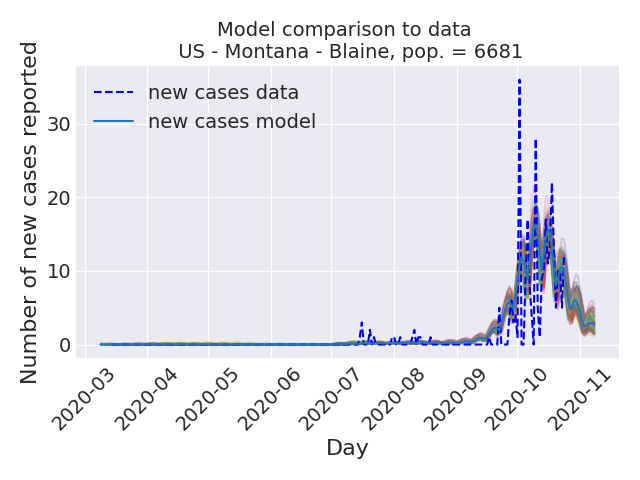 Model comparison to data
US - Montana - Blaine, pop. = 6681
Number of new cases reported
new cases data
new cases model
30
20
10
0
2020-03
2020-04
2020-05
2020-06
2020-07
2020-08
2020-09
2020-10
2020-11
Day